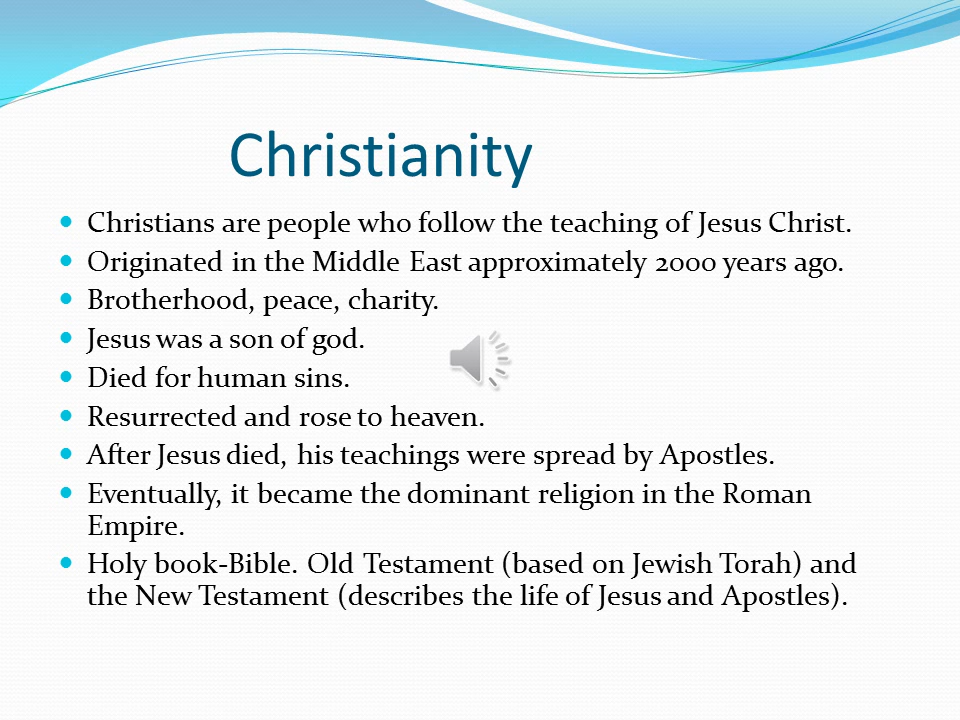 Christianity
Christians are people who follow the teaching of Jesus Christ.
Originated in the Middle East approximately 2000 years ago.
Brotherhood, peace, charity.
Jesus was a son of god.
Died for human sins.
Resurrected and rose to heaven.
After Jesus died, his teachings were spread by Apostles.
Eventually, it became the dominant religion in the Roman
Empire.
Holy book-Bible. Old Testament (based on Jewish Torah) and
the New Testament (describes the life of Jesus and Apostles).